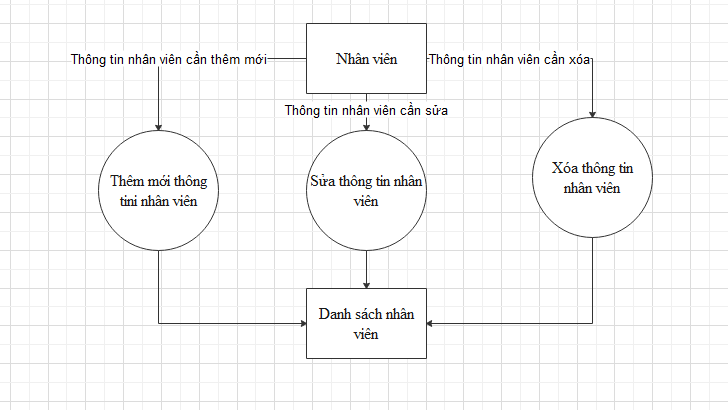 Nhân viên
Thông tin nhân viên cần thêm mới
Thông tin nhân viên cần xóa
Thông tin nhân viên cần sửa
Thêm mới thông
tini nhân viên
Sửa thông tin nhân
viên
Xóa thông tin
nhân viên
Danh sách nhân
viên